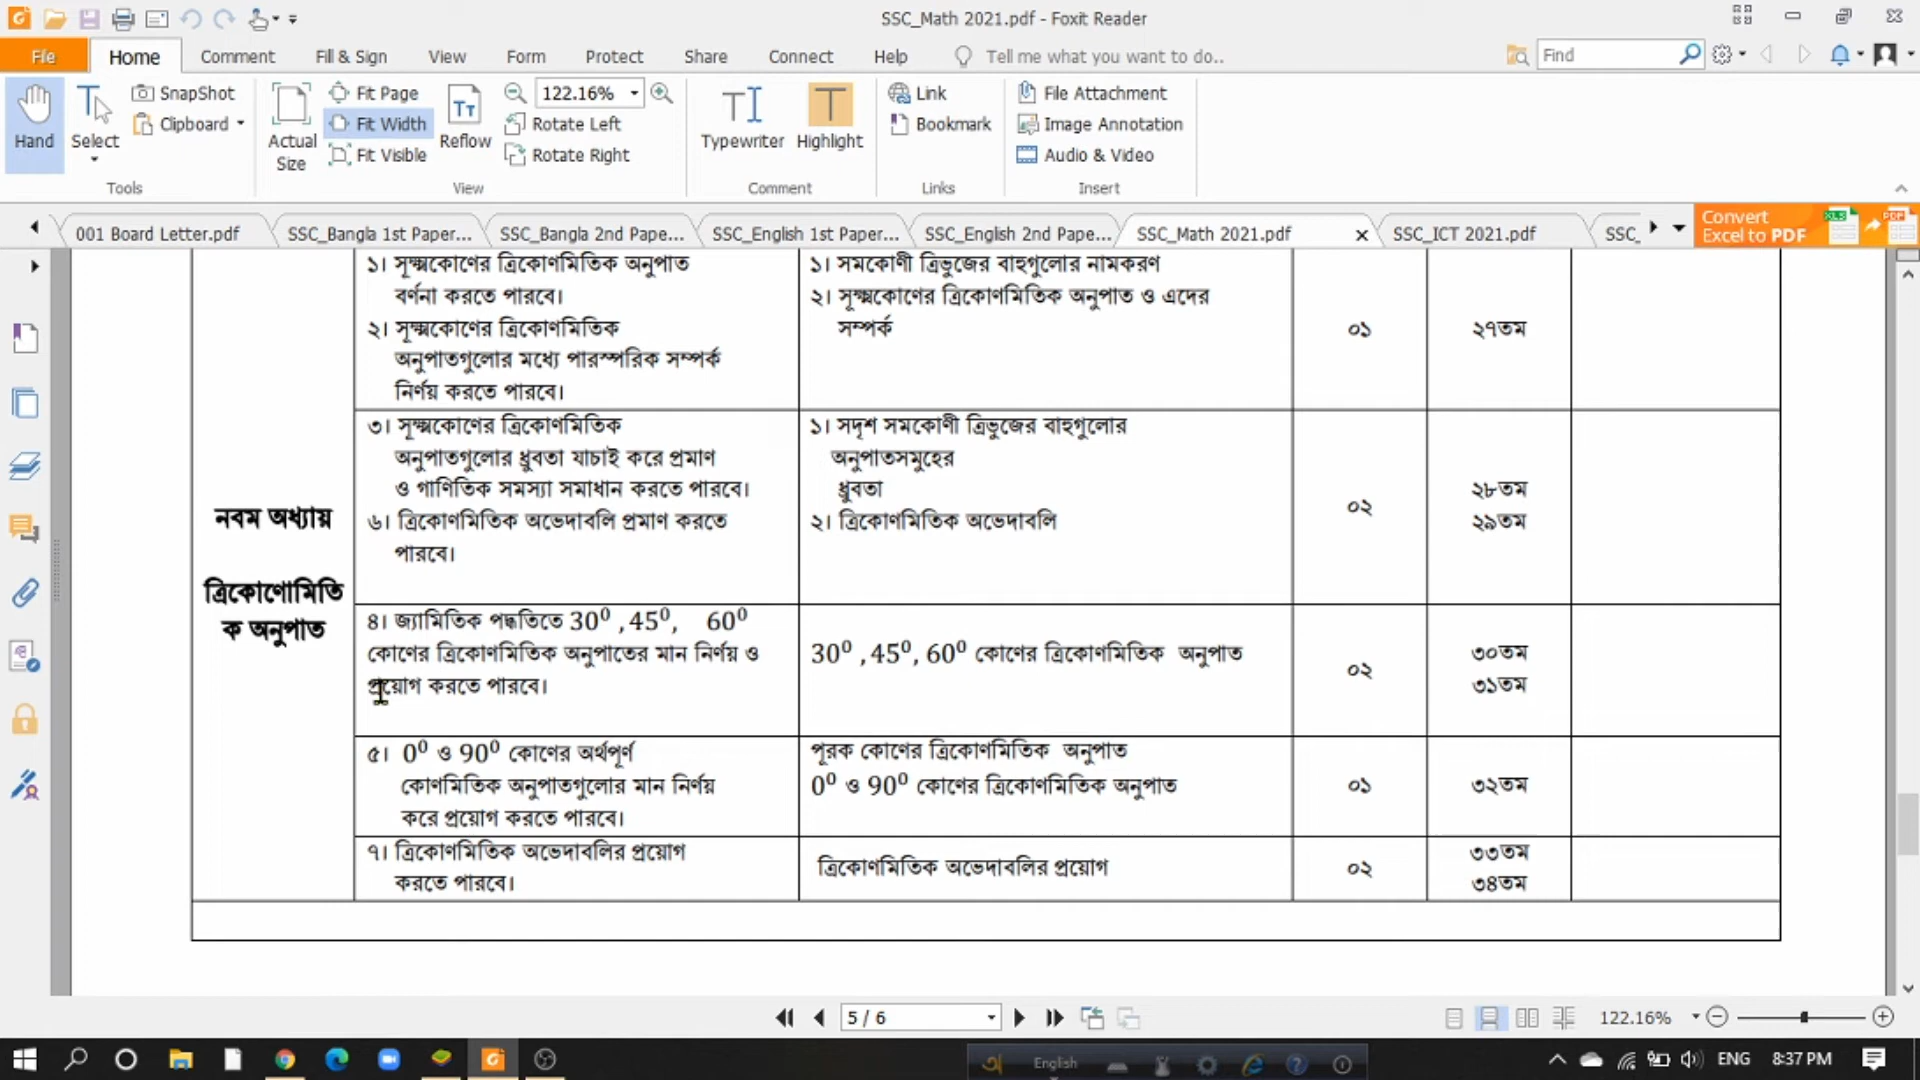 SSC_Math 2021.pdf - Foxit Reader
File Home Comment Fill & Sign View Form Protect Share Connect Help Tell me what you want to do.. Find
Hand Select SnapShot Clipboard Actual Size Fit Page Fit Width Fit Visible Reflow 122.16% Rotate Left Rotate Right Typewriter Highlight Link Bookmark File Attachment Image Annotation Audio & Video
Tools View Comment Links Insert
001 Board Letter.pdf SSC_Bangla 1st Paper... SSC_Bangla 2nd Pape... SSC_English 1st Paper... SSC_English 2nd Pape... SSC_Math 2021.pdf SSC_ICT 2021.pdf SSC_
Convert
Excel to PDF
নবম অধ্যায়
ত্রিকোণোমিতি
ক অনুপাত
১। সূক্ষ্মকোণের ত্রিকোণমিতিক অনুপাত
বর্ণনা করতে পারবে।
২। সূক্ষ্মকোণের ত্রিকোণমিতিক
অনুপাতগুলোর মধ্যে পারস্পরিক সম্পর্ক
নির্ণয় করতে পারবে।
১। সমকোণী ত্রিভুজের বাহুগুলোর নামকরণ
২। সূক্ষ্মকোণের ত্রিকোণমিতিক অনুপাত ও এদের
সম্পর্ক
০১
২৭তম
৩। সূক্ষ্মকোণের ত্রিকোণমিতিক
অনুপাতগুলোর ধ্রুবতা যাচাই করে প্রমাণ
ও গাণিতিক সমস্যা সমাধান করতে পারবে।
৬। ত্রিকোণমিতিক অভেদাবলি প্রমাণ করতে
পারবে।
১। সদৃশ সমকোণী ত্রিভুজের বাহুগুলোর
অনুপাতসমুহের
ধ্রুবতা
২। ত্রিকোণমিতিক অভেদাবলি
০২
২৮তম
২৯তম
৪। জ্যামিতিক পদ্ধতিতে 30⁰ ,45⁰, 60⁰
কোণের ত্রিকোণমিতিক অনুপাতের মান নির্ণয় ও
প্রয়োগ করতে পারবে।
30⁰ ,45⁰, 60⁰ কোণের ত্রিকোণমিতিক অনুপাত
০২
৩০তম
৩১তম
৫। 0⁰ ও 90⁰ কোণের অর্থপূর্ণ
কোণমিতিক অনুপাতগুলোর মান নির্ণয়
করে প্রয়োগ করতে পারবে।
পূরক কোণের ত্রিকোণমিতিক অনুপাত
0⁰ ও 90⁰ কোণের ত্রিকোণমিতিক অনুপাত
০১
৩২তম
৭। ত্রিকোণমিতিক অভেদাবলির প্রয়োগ
করতে পারবে।
ত্রিকোণমিতিক অভেদাবলির প্রয়োগ
০২
৩৩তম
৩৪তম
5 / 6 122.16%
English ENG 8:37 PM